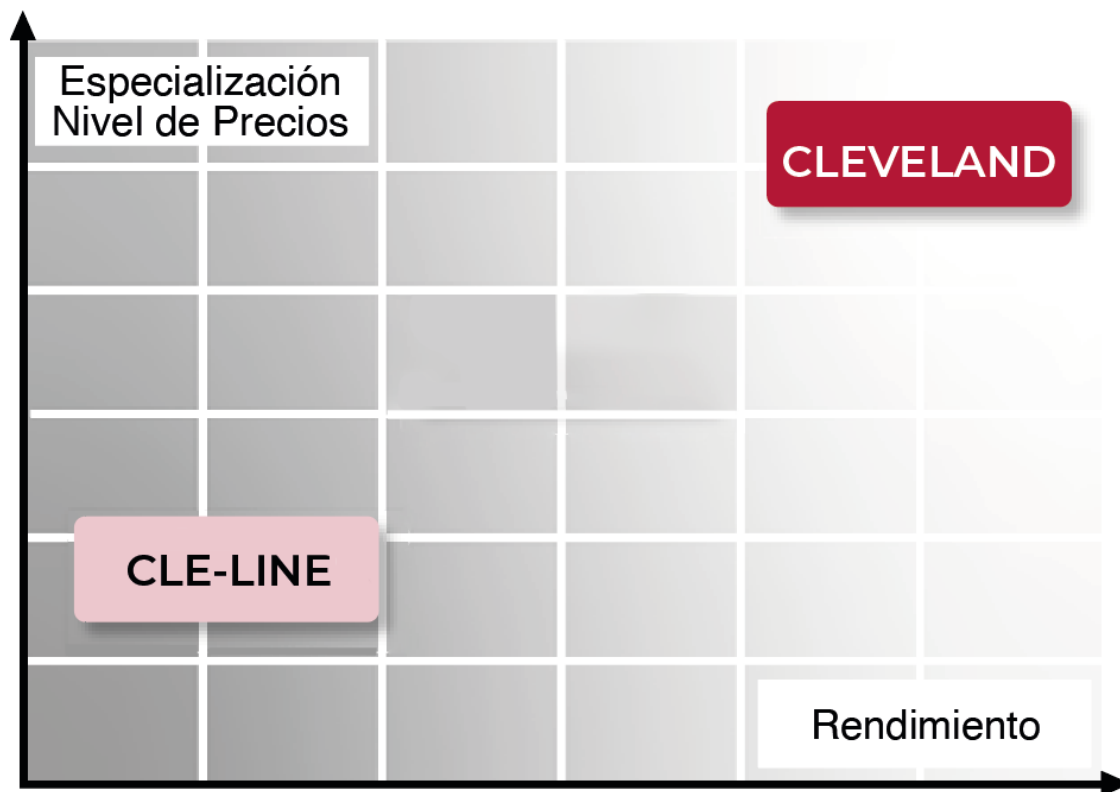 Especialización
Nivel de Precios
CLEVELAND
CLE-LINE
Rendimiento